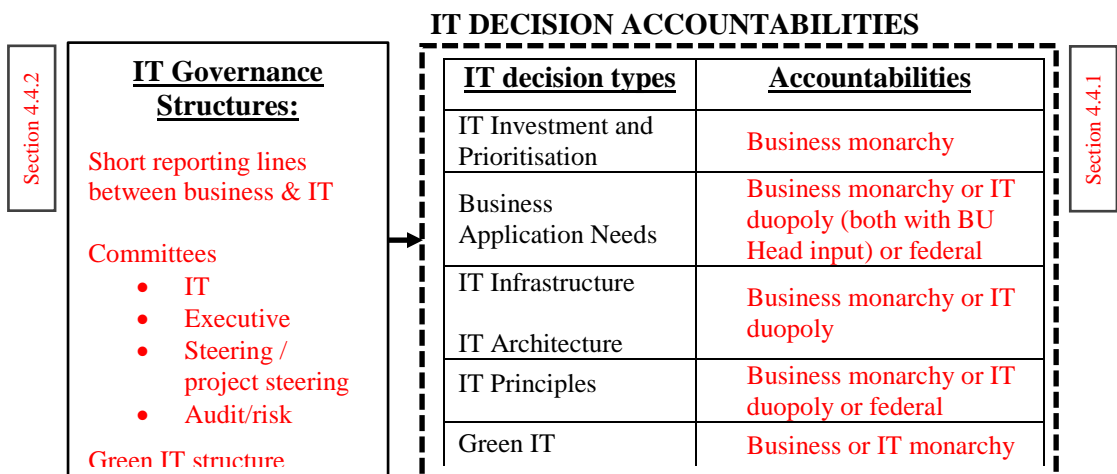 IT DECISION ACCOUNTABILITIES
Section 4.4.2
IT Governance
Structures:
Short reporting lines
between business & IT
Committees
• IT
• Executive
• Steering /
project steering
• Audit/risk
Green IT structure
IT decision types
Accountabilities
IT Investment and
Prioritisation
Business monarchy
Business
Application Needs
Business monarchy or IT
duopoly (both with BU
Head input) or federal
IT Infrastructure
IT Architecture
Business monarchy or IT
duopoly
IT Principles
Business monarchy or IT
duopoly or federal
Green IT
Business or IT monarchy
Section 4.4.1